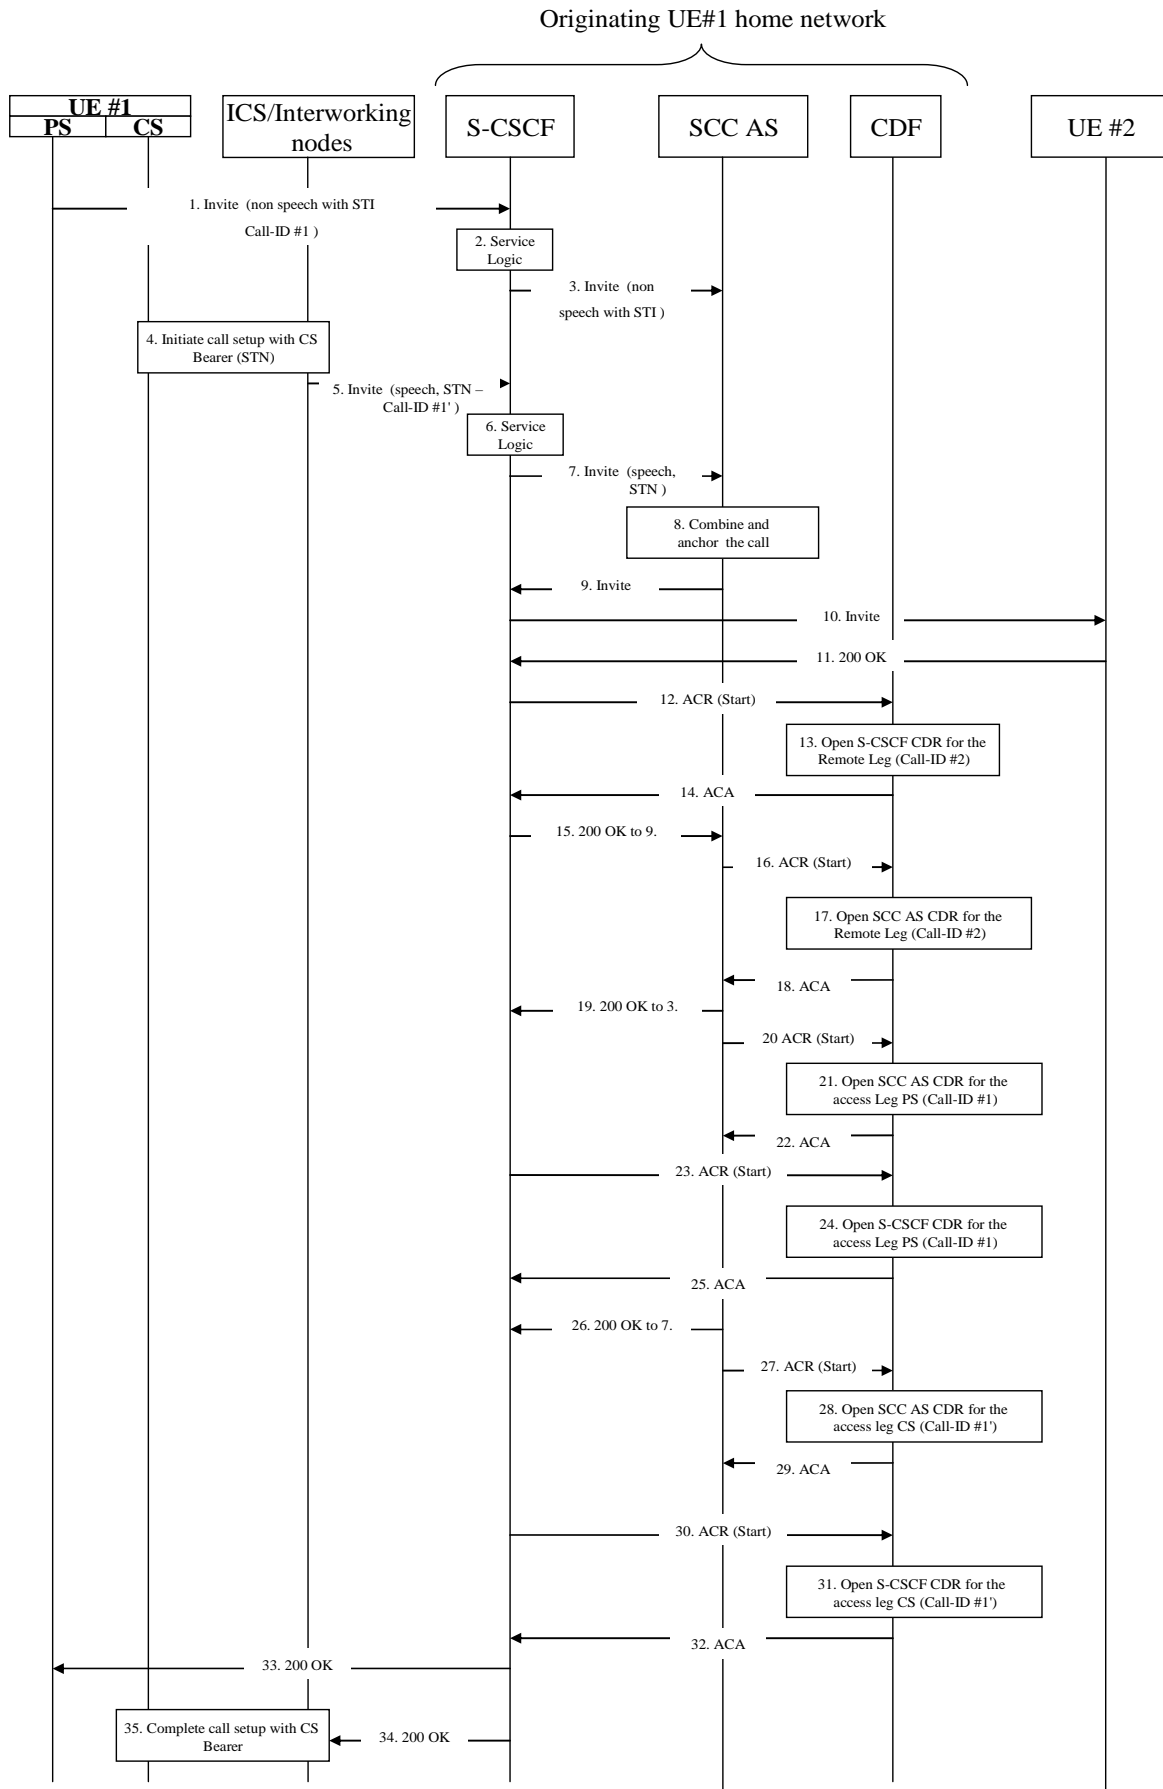 Originating UE#1 home network
UE #1
PS
CS
ICS/Interworking
nodes
S-CSCF
SCC AS
CDF
UE #2
1. Invite (non speech with STI
Call-ID #1 )
2. Service
Logic
3. Invite (non
speech with STI )
4. Initiate call setup with CS
Bearer (STN)
5. Invite (speech, STN –
Call-ID #1' )
6. Service
Logic
7. Invite (speech,
STN )
8. Combine and
anchor the call
9. Invite
10. Invite
11. 200 OK
12. ACR (Start)
13. Open S-CSCF CDR for the
Remote Leg (Call-ID #2)
14. ACA
15. 200 OK to 9.
16. ACR (Start)
17. Open SCC AS CDR for the
Remote Leg (Call-ID #2)
18. ACA
19. 200 OK to 3.
20 ACR (Start)
21. Open SCC AS CDR for the
access Leg PS (Call-ID #1)
22. ACA
23. ACR (Start)
24. Open S-CSCF CDR for the
access Leg PS (Call-ID #1)
25. ACA
26. 200 OK to 7.
27. ACR (Start)
28. Open SCC AS CDR for the
access leg CS (Call-ID #1')
29. ACA
30. ACR (Start)
31. Open S-CSCF CDR for the
access leg CS (Call-ID #1')
32. ACA
33. 200 OK
34. 200 OK
35. Complete call setup with CS
Bearer